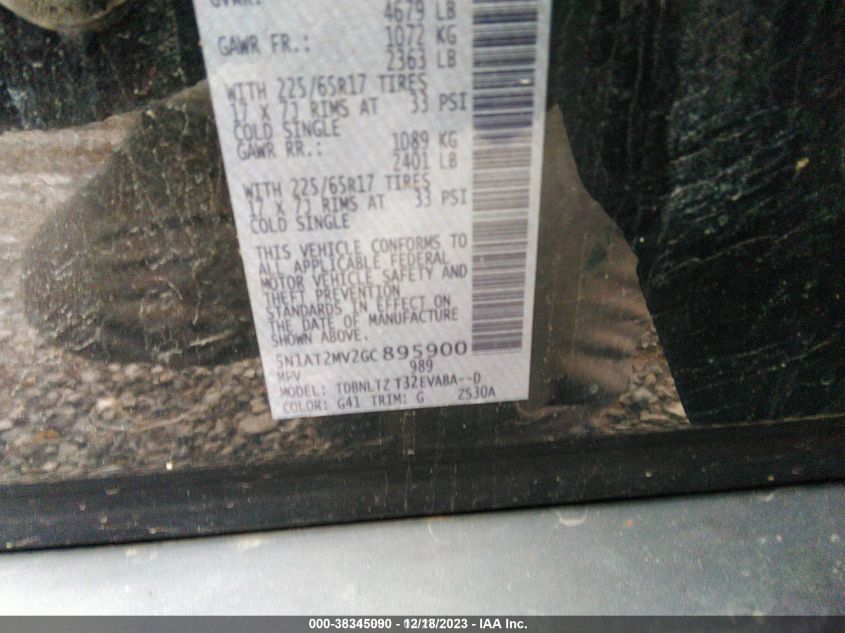 GVWR:
4679 LB
GAWR FR.: 1072 KG
2363 LB
WITH 225/65R17 TIRES
17 X 7J RIMS AT 33 PSI
COLD SINGLE
GAWR RR.: 1089 KG
2401 LB
WITH 225/65R17 TIRES
17 X 7J RIMS AT 33 PSI
COLD SINGLE
THIS VEHICLE CONFORMS TO
ALL APPLICABLE FEDERAL
MOTOR VEHICLE SAFETY AND
THEFT PREVENTION
STANDARDS IN EFFECT ON
THE DATE OF MANUFACTURE
SHOWN ABOVE.
5N1AT2MV2GC895900
MPV 989
MODEL: TDBNLTZ T32EVABA--D
COLOR: G41 TRIM: G ZS30A
000-38345090 - 12/18/2023 - IAA Inc.